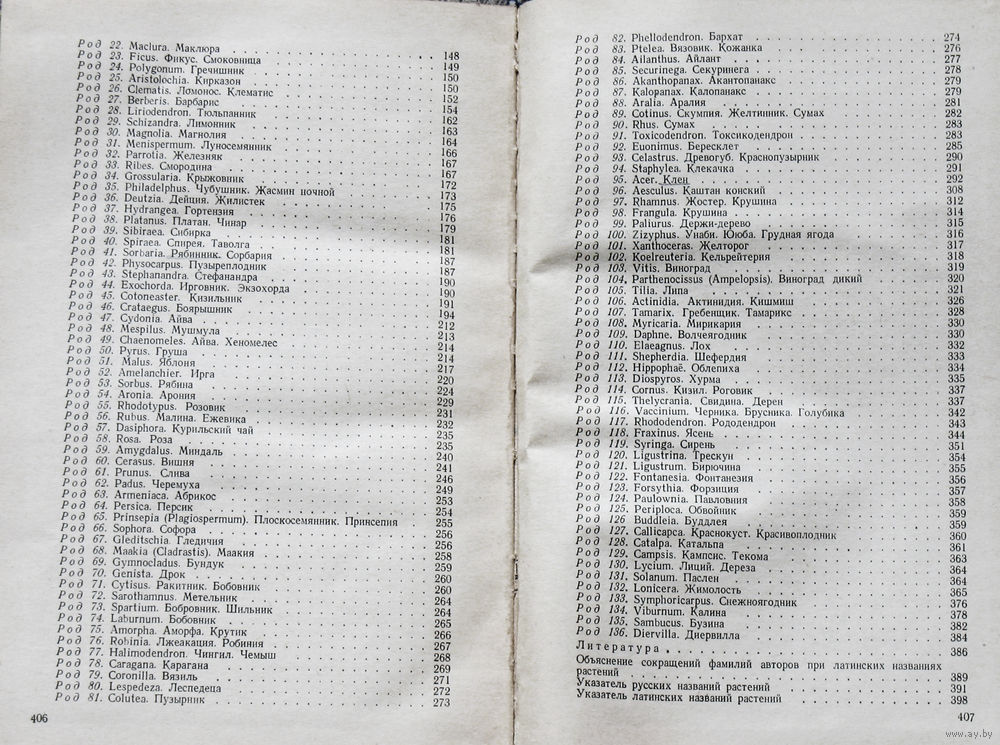 Род 22. Maclura. Маклюра . . . 148
Род 23. Ficus. Фикус. Смоковница . . . 149
Род 24. Polygonum. Гречишник . . . 150
Род 25. Aristolochia. Кирказон . . . 150
Род 26. Clematis. Ломонос. Клематис . . . 152
Род 27. Berberis. Барбарис . . . 154
Род 28. Liriodendron. Тюльпанник . . . 162
Род 29. Schizandra. Лимонник . . . 163
Род 30. Magnolia. Магнолия . . . 164
Род 31. Menispermum. Луносемянник . . . 166
Род 32. Parrotia. Железняк . . . 167
Род 33. Ribes. Смородина . . . 167
Род 34. Grossularia. Крыжовник . . . 172
Род 35. Philadelphus. Чубушник. Жасмин ночной . . . 173
Род 36. Deutzia. Дейция. Жилистек . . . 175
Род 37. Hydrangea. Гортензия . . . 176
Род 38. Platanus. Платан. Чинар . . . 179
Род 39. Sibiraea. Сибирка . . . 181
Род 40. Spiraea. Спирея. Таволга . . . 181
Род 41. Sorbaria. Рябинник. Сорбария . . . 187
Род 42. Physocarpus. Пузыреплодник . . . 187
Род 43. Stephanandra. Стефанандра . . . 190
Род 44. Exochorda. Ирговник. Экзохорда . . . 190
Род 45. Cotoneaster. Кизильник . . . 191
Род 46. Crataegus. Боярышник . . . 194
Род 47. Cydonia. Айва . . . 212
Род 48. Mespilus. Мушмула . . . 213
Род 49. Chaenomeles. Айва. Хеномелес . . . 214
Род 50. Pyrus. Груша . . . 214
Род 51. Malus. Яблоня . . . 217
Род 52. Amelanchier. Ирга . . . 220
Род 53. Sorbus. Рябина . . . 224
Род 54. Aronia. Арония . . . 229
Род 55. Rhodotypus. Розовик . . . 231
Род 56. Rubus. Малина. Ежевика . . . 232
Род 57. Dasiphora. Курильский чай . . . 235
Род 58. Rosa. Роза . . . 235
Род 59. Amygdalus. Миндаль . . . 240
Род 60. Cerasus. Вишня . . . 241
Род 61. Prunus. Слива . . . 246
Род 62. Padus. Черемуха . . . 249
Род 63. Armeniaca. Абрикос . . . 253
Род 64. Persica. Персик . . . 254
Род 65. Prinsepia (Plagiospermum). Плоскосемянник. Принсепия . . . 255
Род 66. Sophora. Софора . . . 256
Род 67. Gleditschia. Гледичия . . . 256
Род 68. Maakia (Cladrastis). Маакия . . . 258
Род 69. Gymnocladus. Бундук . . . 259
Род 70. Genista. Дрок . . . 260
Род 71. Cytisus. Ракитник. Бобовник . . . 260
Род 72. Sarothamnus. Метельник . . . 264
Род 73. Spartium. Бобровник. Шильник . . . 264
Род 74. Laburnum. Бобовник . . . 265
Род 75. Amorpha. Аморфа. Крутик . . . 266
Род 76. Robinia. Лжеакация. Робиния . . . 267
Род 77. Halimodendron. Чингил. Чемыш . . . 268
Род 78. Caragana. Карагана . . . 269
Род 79. Coronilla. Вязиль . . . 271
Род 80. Lespedeza. Леспедеца . . . 272
Род 81. Colutea. Пузырник . . . 273
406
Род 82. Phellodendron. Бархат . . . 274
Род 83. Ptelea. Вязовик. Кожанка . . . 276
Род 84. Ailanthus. Айлант . . . 277
Род 85. Securinega. Секуринега . . . 278
Род 86. Akanthopanax. Акантопанакс . . . 279
Род 87. Kalopanax. Калопанакс . . . 279
Род 88. Aralia. Аралия . . . 281
Род 89. Cotinus. Скумпия. Желтинник. Сумах . . . 282
Род 90. Rhus. Сумах . . . 283
Род 91. Toxicodendron. Токсикодендрон . . . 283
Род 92. Euonimus. Бересклет . . . 285
Род 93. Celastrus. Древогуб. Краснопузырник . . . 290
Род 94. Staphylea. Клекачка . . . 291
Род 95. Acer. Клен . . . 292
Род 96. Aesculus. Каштан конский . . . 308
Род 97. Rhamnus. Жостер. Крушина . . . 312
Род 98. Frangula. Крушина . . . 314
Род 99. Paliurus. Держи-дерево . . . 315
Род 100. Zizyphus. Унаби. Ююба. Грудная ягода . . . 316
Род 101. Xanthoceras. Желторог . . . 317
Род 102. Koelreuteria. Кельрейтерия . . . 318
Род 103. Vitis. Виноград . . . 319
Род 104. Parthenocissus (Ampelopsis). Виноград дикий . . . 320
Род 105. Tilia. Липа . . . 321
Род 106. Actinidia. Актинидия. Кишмиш . . . 326
Род 107. Tamarix. Гребенщик. Тамарикс . . . 328
Род 108. Myricaria. Мирикария . . . 330
Род 109. Daphne. Волчеягодник . . . 330
Род 110. Elaeagnus. Лох . . . 332
Род 111. Shepherdia. Шефердия . . . 333
Род 112. Hippophaë. Облепиха . . . 334
Род 113. Diospyros. Хурма . . . 335
Род 114. Cornus. Кизил. Роговик . . . 337
Род 115. Thelycrania. Свидина. Дерен . . . 337
Род 116. Vaccinium. Черника. Брусника. Голубика . . . 342
Род 117. Rhododendron. Рододендрон . . . 343
Род 118. Fraxinus. Ясень . . . 344
Род 119. Syringa. Сирень . . . 351
Род 120. Ligustrina. Трескун . . . 354
Род 121. Ligustrum. Бирючина . . . 355
Род 122. Fontanesia. Фонтанезия . . . 356
Род 123. Forsythia. Форзиция . . . 357
Род 124. Paulownia. Павловния . . . 358
Род 125. Periploca. Обвойник . . . 359
Род 126 Buddleia. Буддлея . . . 359
Род 127. Callicarpa. Краснокуст. Красивоплодник . . . 360
Род 128. Catalpa. Катальпа . . . 361
Род 129. Campsis. Кампсис. Текома . . . 363
Род 130. Lycium. Лиций. Дереза . . . 364
Род 131. Solanum. Паслен . . . 364
Род 132. Lonicera. Жимолость . . . 365
Род 133. Symphoricarpus. Снежноягодник . . . 376
Род 134. Viburnum. Калина . . . 378
Род 135. Sambucus. Бузина . . . 382
Род 136. Diervilla. Диервилла . . . 384
Литература . . . 386
Объяснение сокращений фамилий авторов при латинских названиях
растений . . . 389
Указатель русских названий растений . . . 391
Указатель латинских названий растений . . . 398
407
www.ay.by